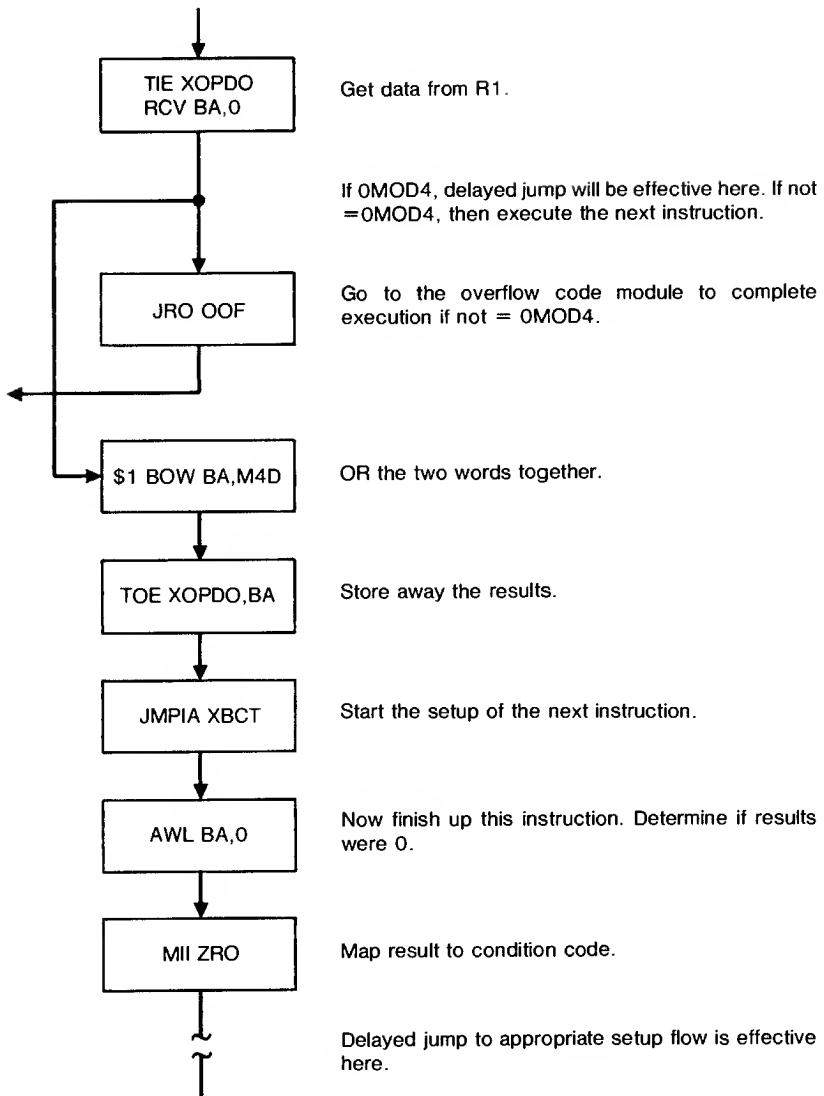 TIE XOPDO
RCV BA,0
Get data from R1.
If 0MOD4, delayed jump will be effective here. If not
=0MOD4, then execute the next instruction.
JRO OOF
Go to the overflow code module to complete
execution if not = 0MOD4.
$1 BOW BA,M4D
OR the two words together.
TOE XOPDO,BA
Store away the results.
JMPIA XBCT
Start the setup of the next instruction.
AWL BA,0
Now finish up this instruction. Determine if results
were 0.
MII ZRO
Map result to condition code.
Delayed jump to appropriate setup flow is effective
here.